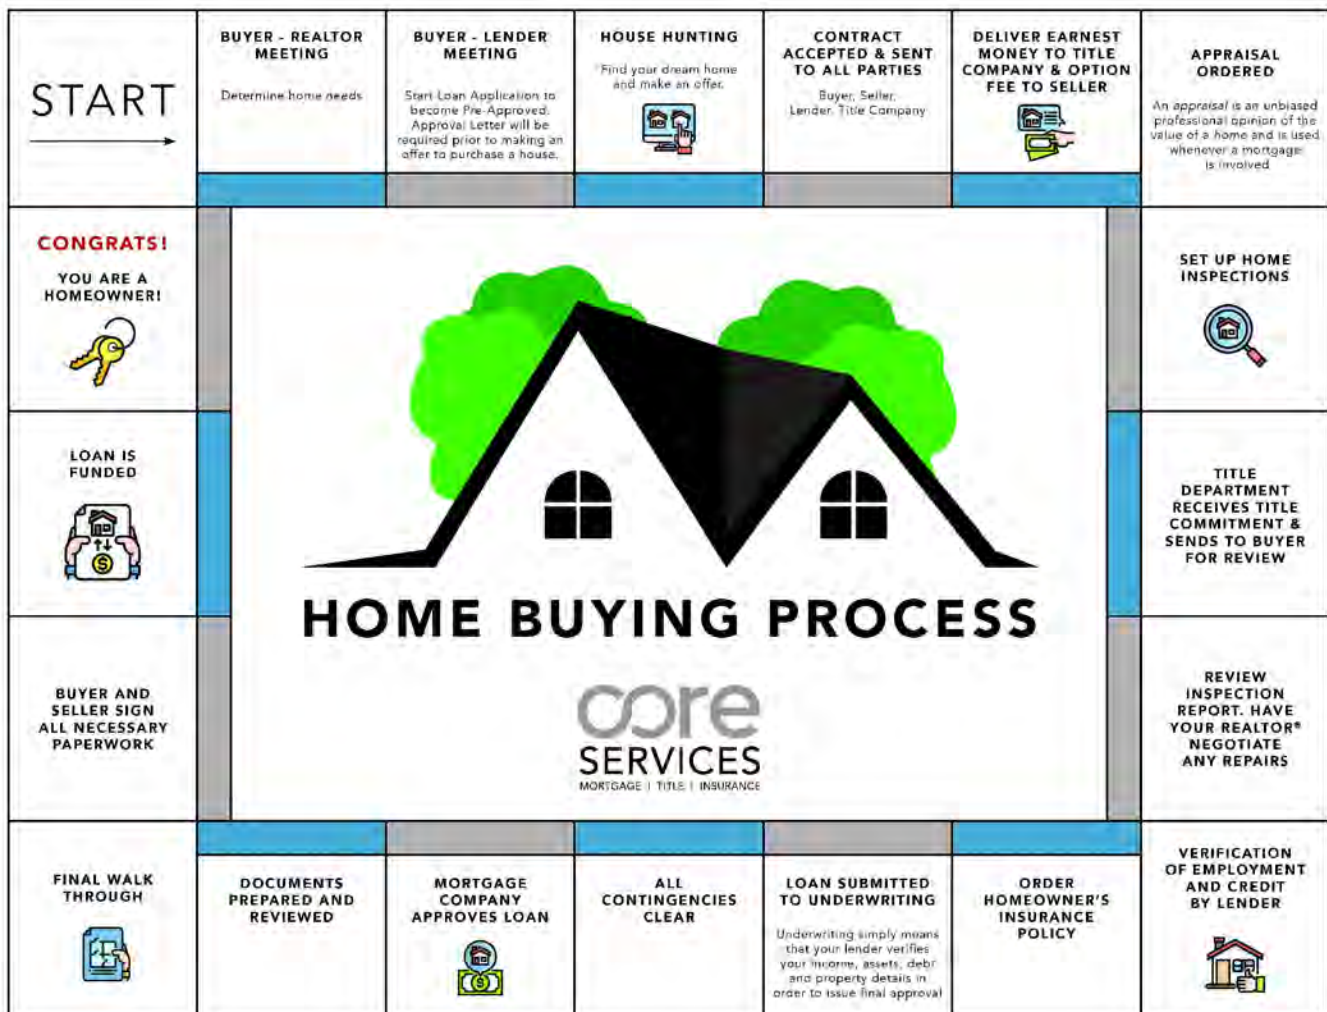 START
BUYER - REALTOR
MEETING
Determine home needs
BUYER - LENDER
MEETING
Start Loan Application to
become Pre-Approved.
Approval Letter will be
required prior to making an
offer to purchase a house.
HOUSE HUNTING
Find your dream home
and make an offer.
CONTRACT
ACCEPTED & SENT
TO ALL PARTIES
Buyer, Seller,
Lender, Title Company
DELIVER EARNEST
MONEY TO TITLE
COMPANY & OPTION
FEE TO SELLER
APPRAISAL
ORDERED
An appraisal is an unbiased
professional opinion of the
value of a home and is used
whenever a mortgage
is involved
SET UP HOME
INSPECTIONS
TITLE
DEPARTMENT
RECEIVES TITLE
COMMITMENT &
SENDS TO BUYER
FOR REVIEW
REVIEW
INSPECTION
REPORT. HAVE
YOUR REALTOR®
NEGOTIATE
ANY REPAIRS
VERIFICATION
OF EMPLOYMENT
AND CREDIT
BY LENDER
ORDER
HOMEOWNER'S
INSURANCE
POLICY
LOAN SUBMITTED
TO UNDERWRITING
Underwriting simply means
that your lender verifies
your income, assets, debt
and property details in
order to issue final approval
ALL
CONTINGENCIES
CLEAR
MORTGAGE
COMPANY
APPROVES LOAN
DOCUMENTS
PREPARED AND
REVIEWED
FINAL WALK
THROUGH
BUYER AND
SELLER SIGN
ALL NECESSARY
PAPERWORK
LOAN IS
FUNDED
CONGRATS!
YOU ARE A
HOMEOWNER!
HOME BUYING PROCESS
core
SERVICES
MORTGAGE | TITLE | INSURANCE